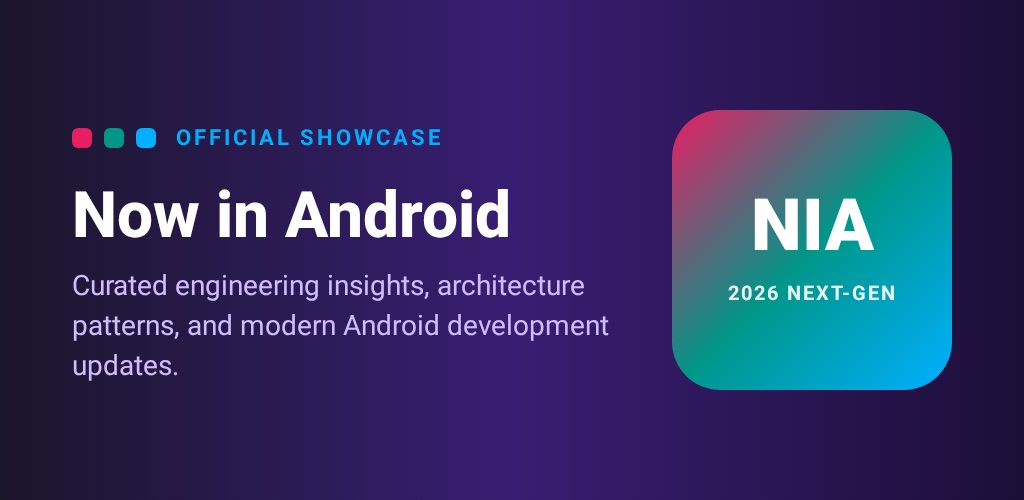 OFFICIAL SHOWCASE
Now in Android
Curated engineering insights, architecture
patterns, and modern Android development
updates.
NIA
2026 NEXT-GEN